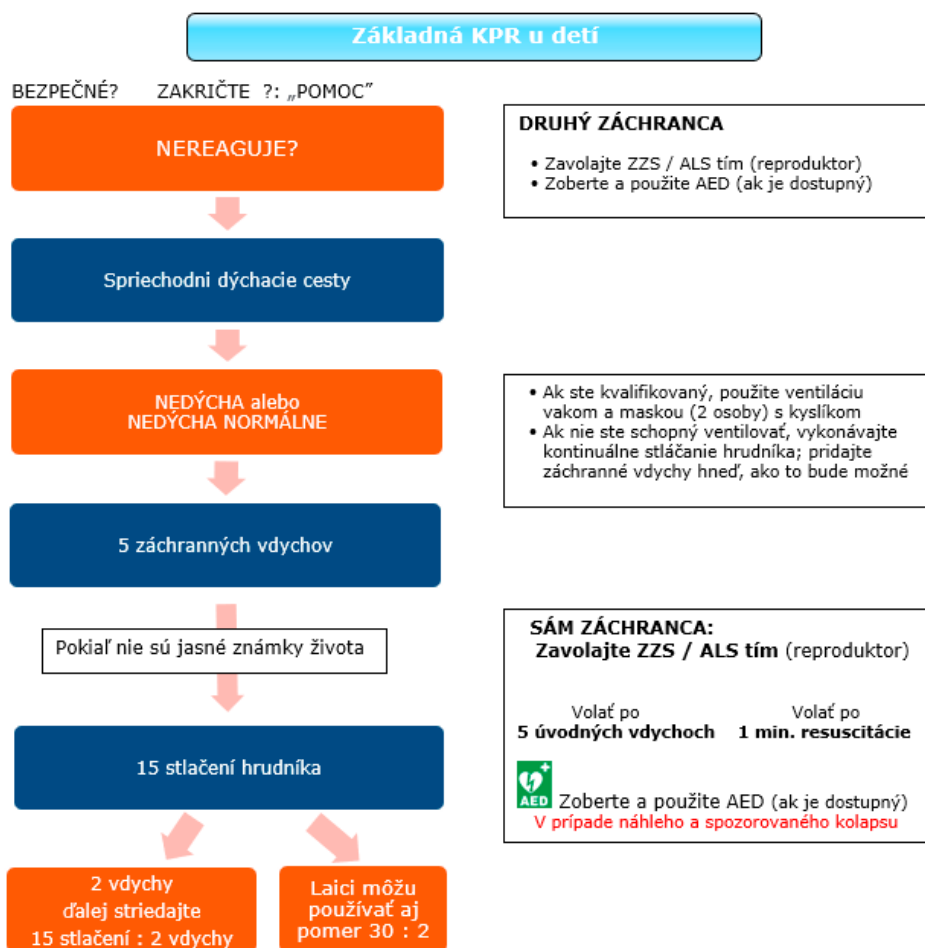 Základná KPR u detí
BEZPEČNÉ? ZAKRIČTE ?: „POMOC”
NEREAGUJE?
DRUHÝ ZÁCHRANCA
• Zavolajte ZZS / ALS tím (reproduktor)
• Zoberte a použite AED (ak je dostupný)
Spriechodni dýchacie cesty
NEDÝCHA alebo
NEDÝCHA NORMÁLNE
• Ak ste kvalifikovaný, použite ventiláciu
vakom a maskou (2 osoby) s kyslíkom
• Ak nie ste schopný ventilovať, vykonávajte
kontinuálne stláčanie hrudníka; pridajte
záchranné vdychy hneď, ako to bude možné
5 záchranných vdychov
Pokiaľ nie sú jasné známky života
SÁM ZÁCHRANCA:
Zavolajte ZZS / ALS tím (reproduktor)
Volať po
5 úvodných vdychoch
Volať po
1 min. resuscitácie
AED
Zoberte a použite AED (ak je dostupný)
V prípade náhleho a spozorovaného kolapsu
15 stlačení hrudníka
2 vdychy
ďalej striedajte
15 stlačení : 2 vdychy
Laici môžu
používať aj
pomer 30 : 2